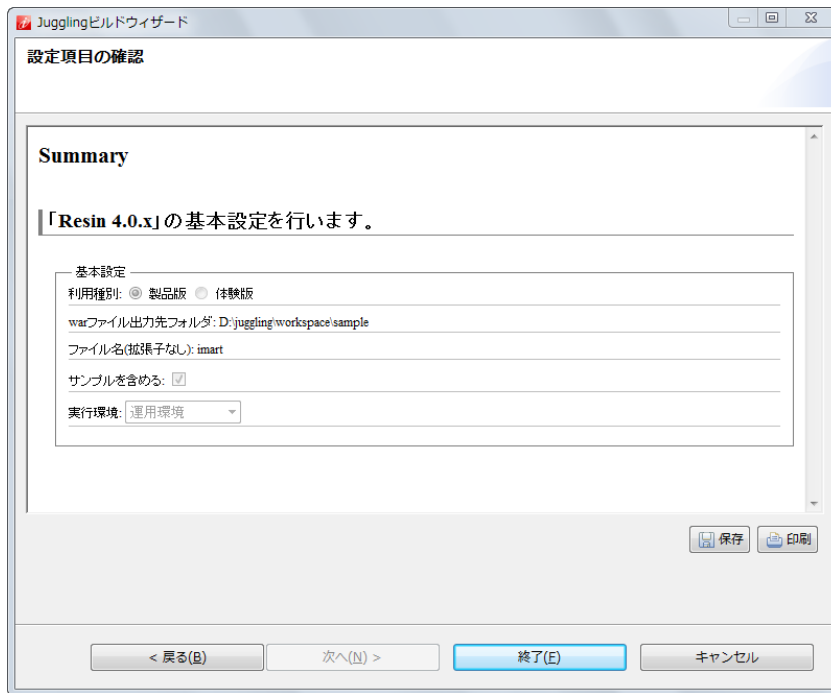 Jugglingビルドウィザード
設定項目の確認
Summary
「Resin 4.0.x」の基本設定を行います。
基本設定
利用種別: 製品版 体験版
warファイル出力先フォルダ: D:\juggling\workspace\sample
ファイル名(拡張子なし): imart
サンプルを含める:
実行環境: 運用環境
保存 印刷
< 戻る(B) 次へ(N) > 終了(F) キャンセル